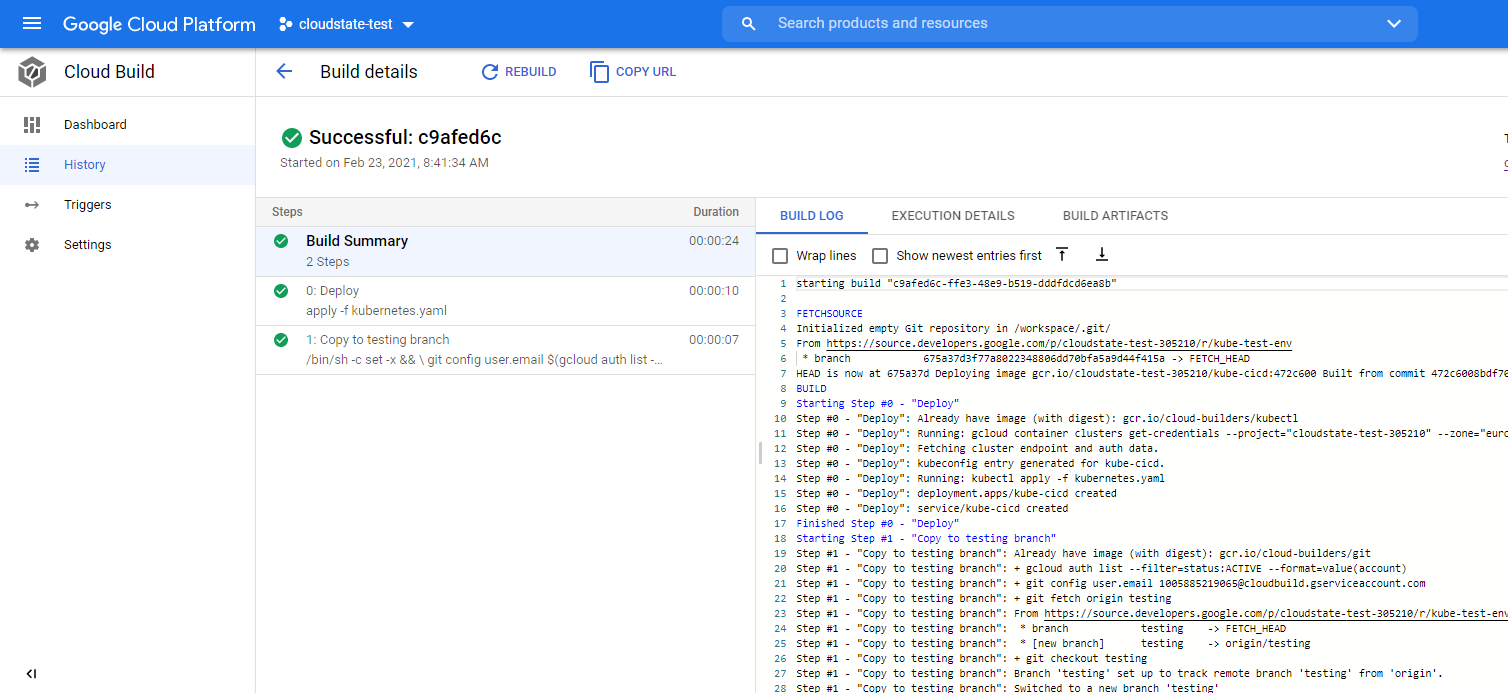 Google Cloud Platform
cloudstate-test
Search products and resources
Cloud Build
Build details
REBUILD
COPY URL
Dashboard
History
Triggers
Settings
Successful: c9afed6c
Started on Feb 23, 2021, 8:41:34 AM
Steps Duration
Build Summary 00:00:24
2 Steps
0: Deploy 00:00:10
apply -f kubernetes.yaml
1: Copy to testing branch 00:00:07
/bin/sh -c set -x && \ git config user.email $(gcloud auth list -...
BUILD LOG EXECUTION DETAILS BUILD ARTIFACTS
Wrap lines Show newest entries first
1 starting build "c9afed6c-ffe3-48e9-b519-dddfdcd6ea8b"
2
3 FETCHSOURCE
4 Initialized empty Git repository in /workspace/.git/
5 From https://source.developers.google.com/p/cloudstate-test-305210/r/kube-test-env
6 * branch 675a37d3f77a8022348806dd70bfa5a9d44f415a -> FETCH_HEAD
7 HEAD is now at 675a37d Deploying image gcr.io/cloudstate-test-305210/kube-cicd:472c600 Built from commit 472c6008bdf70
8 BUILD
9 Starting Step #0 - "Deploy"
10 Step #0 - "Deploy": Already have image (with digest): gcr.io/cloud-builders/kubectl
11 Step #0 - "Deploy": Running: gcloud container clusters get-credentials --project="cloudstate-test-305210" --zone="euro
12 Step #0 - "Deploy": Fetching cluster endpoint and auth data.
13 Step #0 - "Deploy": kubeconfig entry generated for kube-cicd.
14 Step #0 - "Deploy": Running: kubectl apply -f kubernetes.yaml
15 Step #0 - "Deploy": deployment.apps/kube-cicd created
16 Step #0 - "Deploy": service/kube-cicd created
17 Finished Step #0 - "Deploy"
18 Starting Step #1 - "Copy to testing branch"
19 Step #1 - "Copy to testing branch": Already have image (with digest): gcr.io/cloud-builders/git
20 Step #1 - "Copy to testing branch": + gcloud auth list --filter=status:ACTIVE --format=value(account)
21 Step #1 - "Copy to testing branch": + git config user.email 1005885219065@cloudbuild.gserviceaccount.com
22 Step #1 - "Copy to testing branch": + git fetch origin testing
23 Step #1 - "Copy to testing branch": From https://source.developers.google.com/p/cloudstate-test-305210/r/kube-test-env
24 Step #1 - "Copy to testing branch": * branch testing -> FETCH_HEAD
25 Step #1 - "Copy to testing branch": * [new branch] testing -> origin/testing
26 Step #1 - "Copy to testing branch": + git checkout testing
27 Step #1 - "Copy to testing branch": Branch 'testing' set up to track remote branch 'testing' from 'origin'.
28 Step #1 - "Copy to testing branch": Switched to a new branch 'testing'